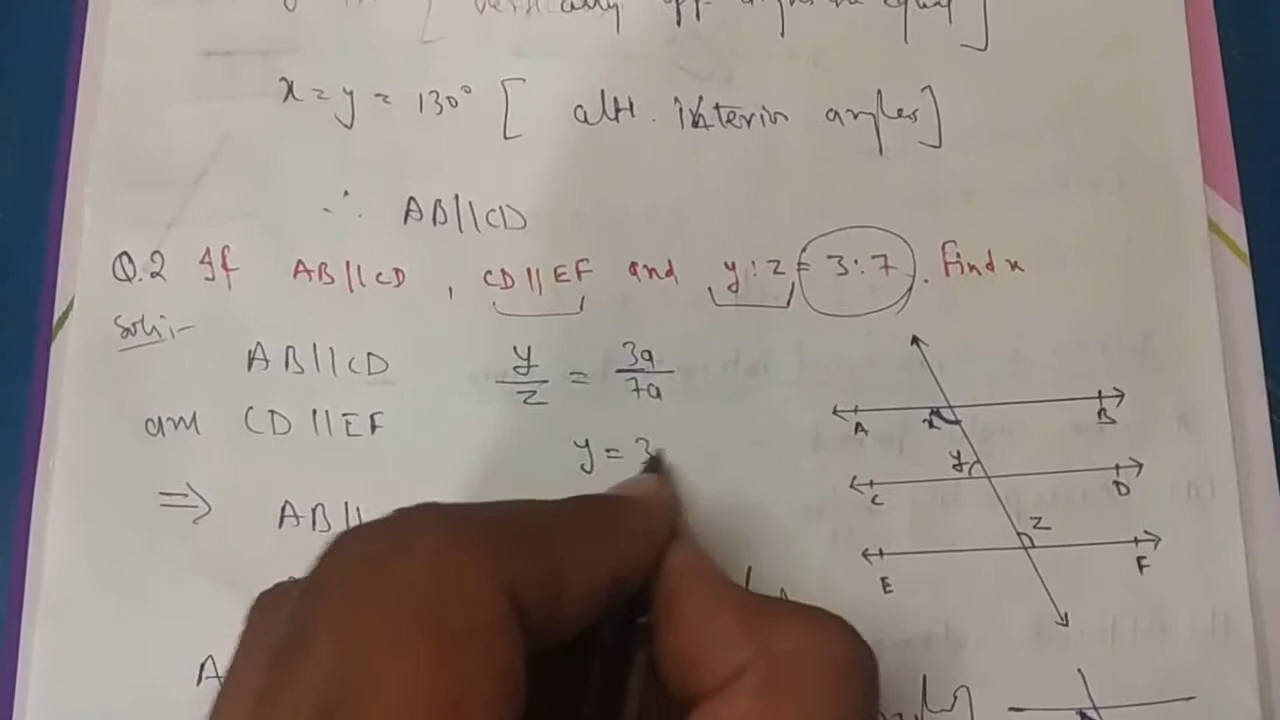 x = y = 130° [ alt. Interior angles]
∴ AB||CD
Q.2 If AB||CD , CD||EF and y:z = 3:7 . Find x
Soln:-
AB||CD
y/z = 3a/7a
and CD||EF
y = 3
⇒ AB||
A
A
B
x
y
C
D
z
E
F